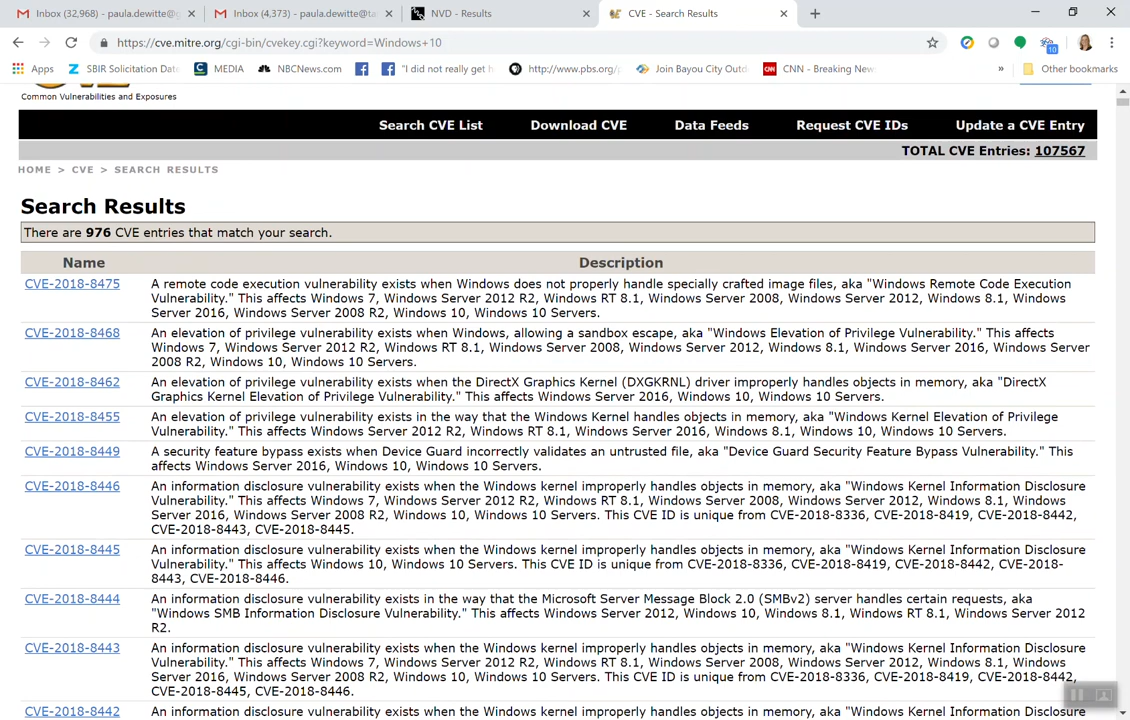 Inbox (32,968) - paula.dewitte@g
Inbox (4,373) - paula.dewitte@ta
NVD - Results
CVE - Search Results
https://cve.mitre.org/cgi-bin/cvekey.cgi?keyword=Windows+10
10
Apps
SBIR Solicitation Dat
MEDIA
NBCNews.com
"I did not really get h
http://www.pbs.org/p
Join Bayou City Outd
CNN - Breaking New
»
Other bookmarks
Common Vulnerabilities and Exposures
Search CVE List
Download CVE
Data Feeds
Request CVE IDs
Update a CVE Entry
TOTAL CVE Entries: 107567
HOME > CVE > SEARCH RESULTS
Search Results
There are 976 CVE entries that match your search.
Name Description
CVE-2018-8475 A remote code execution vulnerability exists when Windows does not properly handle specially crafted image files, aka "Windows Remote Code Execution
Vulnerability." This affects Windows 7, Windows Server 2012 R2, Windows RT 8.1, Windows Server 2008, Windows Server 2012, Windows 8.1, Windows
Server 2016, Windows Server 2008 R2, Windows 10, Windows 10 Servers.
CVE-2018-8468 An elevation of privilege vulnerability exists when Windows, allowing a sandbox escape, aka "Windows Elevation of Privilege Vulnerability." This affects
Windows 7, Windows Server 2012 R2, Windows RT 8.1, Windows Server 2008, Windows Server 2012, Windows 8.1, Windows Server 2016, Windows Server
2008 R2, Windows 10, Windows 10 Servers.
CVE-2018-8462 An elevation of privilege vulnerability exists when the DirectX Graphics Kernel (DXGKRNL) driver improperly handles objects in memory, aka "DirectX
Graphics Kernel Elevation of Privilege Vulnerability." This affects Windows Server 2016, Windows 10, Windows 10 Servers.
CVE-2018-8455 An elevation of privilege vulnerability exists in the way that the Windows Kernel handles objects in memory, aka "Windows Kernel Elevation of Privilege
Vulnerability." This affects Windows Server 2012 R2, Windows RT 8.1, Windows Server 2016, Windows 8.1, Windows 10, Windows 10 Servers.
CVE-2018-8449 A security feature bypass exists when Device Guard incorrectly validates an untrusted file, aka "Device Guard Security Feature Bypass Vulnerability." This
affects Windows Server 2016, Windows 10, Windows 10 Servers.
CVE-2018-8446 An information disclosure vulnerability exists when the Windows kernel improperly handles objects in memory, aka "Windows Kernel Information Disclosure
Vulnerability." This affects Windows 7, Windows Server 2012 R2, Windows RT 8.1, Windows Server 2008, Windows Server 2012, Windows 8.1, Windows
Server 2016, Windows Server 2008 R2, Windows 10, Windows 10 Servers. This CVE ID is unique from CVE-2018-8336, CVE-2018-8419, CVE-2018-8442,
CVE-2018-8443, CVE-2018-8445.
CVE-2018-8445 An information disclosure vulnerability exists when the Windows kernel improperly handles objects in memory, aka "Windows Kernel Information Disclosure
Vulnerability." This affects Windows 10, Windows 10 Servers. This CVE ID is unique from CVE-2018-8336, CVE-2018-8419, CVE-2018-8442, CVE-2018-
8443, CVE-2018-8446.
CVE-2018-8444 An information disclosure vulnerability exists in the way that the Microsoft Server Message Block 2.0 (SMBv2) server handles certain requests, aka
"Windows SMB Information Disclosure Vulnerability." This affects Windows Server 2012, Windows 10, Windows 8.1, Windows RT 8.1, Windows Server 2012
R2.
CVE-2018-8443 An information disclosure vulnerability exists when the Windows kernel improperly handles objects in memory, aka "Windows Kernel Information Disclosure
Vulnerability." This affects Windows 7, Windows Server 2012 R2, Windows RT 8.1, Windows Server 2008, Windows Server 2012, Windows 8.1, Windows
Server 2016, Windows Server 2008 R2, Windows 10, Windows 10 Servers. This CVE ID is unique from CVE-2018-8336, CVE-2018-8419, CVE-2018-8442,
CVE-2018-8445, CVE-2018-8446.
CVE-2018-8442 An information disclosure vulnerability exists when the Windows kernel improperly handles objects in memory, aka "Windows Kernel Information Disclosure